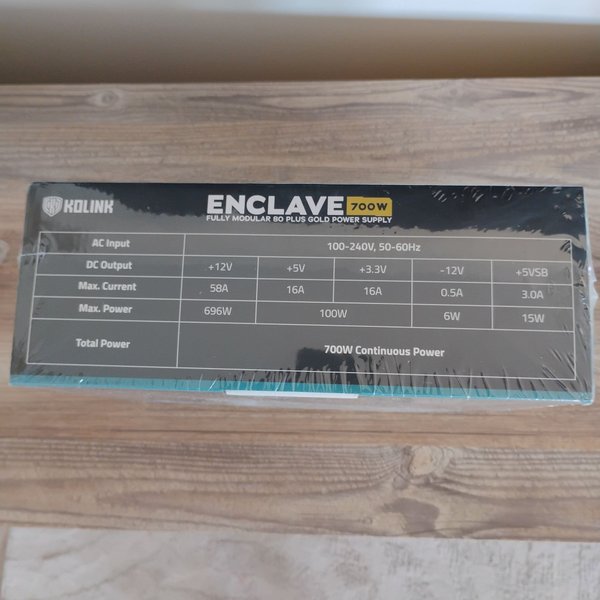 KOLINK
ENCLAVE 700W
FULLY MODULAR 80 PLUS GOLD POWER SUPPLY
AC Input 100-240V, 50-60Hz
DC Output +12V +5V +3.3V -12V +5VSB
Max. Current 58A 16A 16A 0.5A 3.0A
Max. Power 696W 100W 6W 15W
Total Power 700W Continuous Power